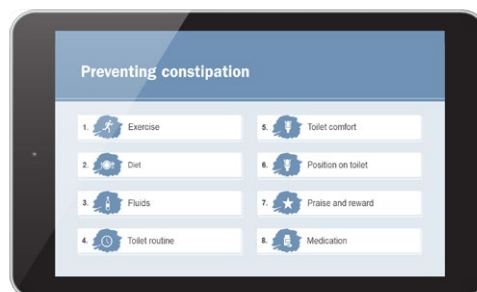 Preventing constipation
1. Exercise
2. Diet
3. Fluids
4. Toilet routine
5. Toilet comfort
6. Position on toilet
7. Praise and reward
8. Medication